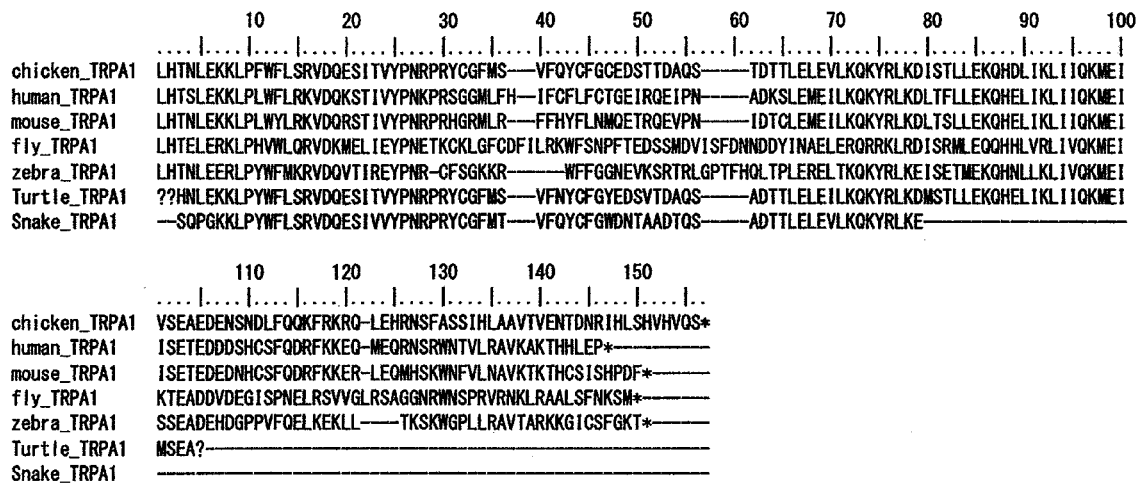 10 20 30 40 50 60 70 80 90 100
....|....|....|....|....|....|....|....|....|....|....|....|....|....|....|....|....|....|....|....|
chicken_TRPA1 LHTNLEKKLPFWFLSRVDQESITVYPNRPRYCGFMS---VFQYCFGCEDSTTDAQS-----TDTTLELEVLKQKYRLKDISTLLEKQHDLIKLIIQKMEI
human_TRPA1 LHTSLEKKLPLWFLRKVDQKSTIVYPNKPRSGGMLFH--IFCFLFCTGEIRQEIPN-----ADKSLEMEILKQKYRLKDLTFLLEKQHELIKLIIQKMEI
mouse_TRPA1 LHTNLEKKLPLWYLRKVDQRSTIVYPNRPRHGRMLR---FFHYFLNMQETRQEVPN-----IDTCLEMEILKQKYRLKDLTSLLEKQHELIKLIIQKMEI
fly_TRPA1 LHTELERKLPHVWLQRVDKMELIEYPNETKCKLGFCDFILRKWFSNPFTEDSSMDVISFDNNDDYINAELERQRRKLRDISRMLEQQHHLVRLIVQKMEI
zebra_TRPA1 LHTNLEERLPYWFMKRVDQVTIREYPNR-CFSGKKR------WFFGGNEVKSRTRLGPTFHQLTPLERELTKQKYRLKEISETMEKQHNLLKLIVQKMEI
Turtle_TRPA1 ??HNLEKKLPYWFLSRVDQESITVYPNRPRYCGFMS---VFNYCFGYEDSVTDAQS-----ADTTLELEVLKQKYRLKDMSTLLEKQHELIKLIIQKMEI
Snake_TRPA1 --SQPGKKLPYWFLSRVDQESIVVYPNRPRYCGFMT---VFQYCFGWDNTAADTQS-----ADTTLELEVLKQKYRLKE---------------------
110 120 130 140 150
....|....|....|....|....|....|....|....|....|....|....|..
chicken_TRPA1 VSEAEDENSNDLFQQKFRKRQ-LEHRNSFASSIHLAAVTVENTDNRIHLSHVHVQS*
human_TRPA1 ISETEDDDSHCSFQDRFKKEQ-MEQRNSRWNTVLRAVKAKTHHLEP*----------
mouse_TRPA1 ISETEDEDNHCSFQDRFKKER-LEQMHSKWNFVLNAVKTKTHCSISHPDF*------
fly_TRPA1 KTEADDVDEGISPNELRSVVGLRSAGGNRWNSPRVRNKLRAALSFNKSM*-------
zebra_TRPA1 SSEADEHDGPPVFQELKEKLL----TKSKWGPLLRAVTARKKGICSFGKT*------
Turtle_TRPA1 MSEA?----------------------------------------------------
Snake_TRPA1 ---------------------------------------------------------